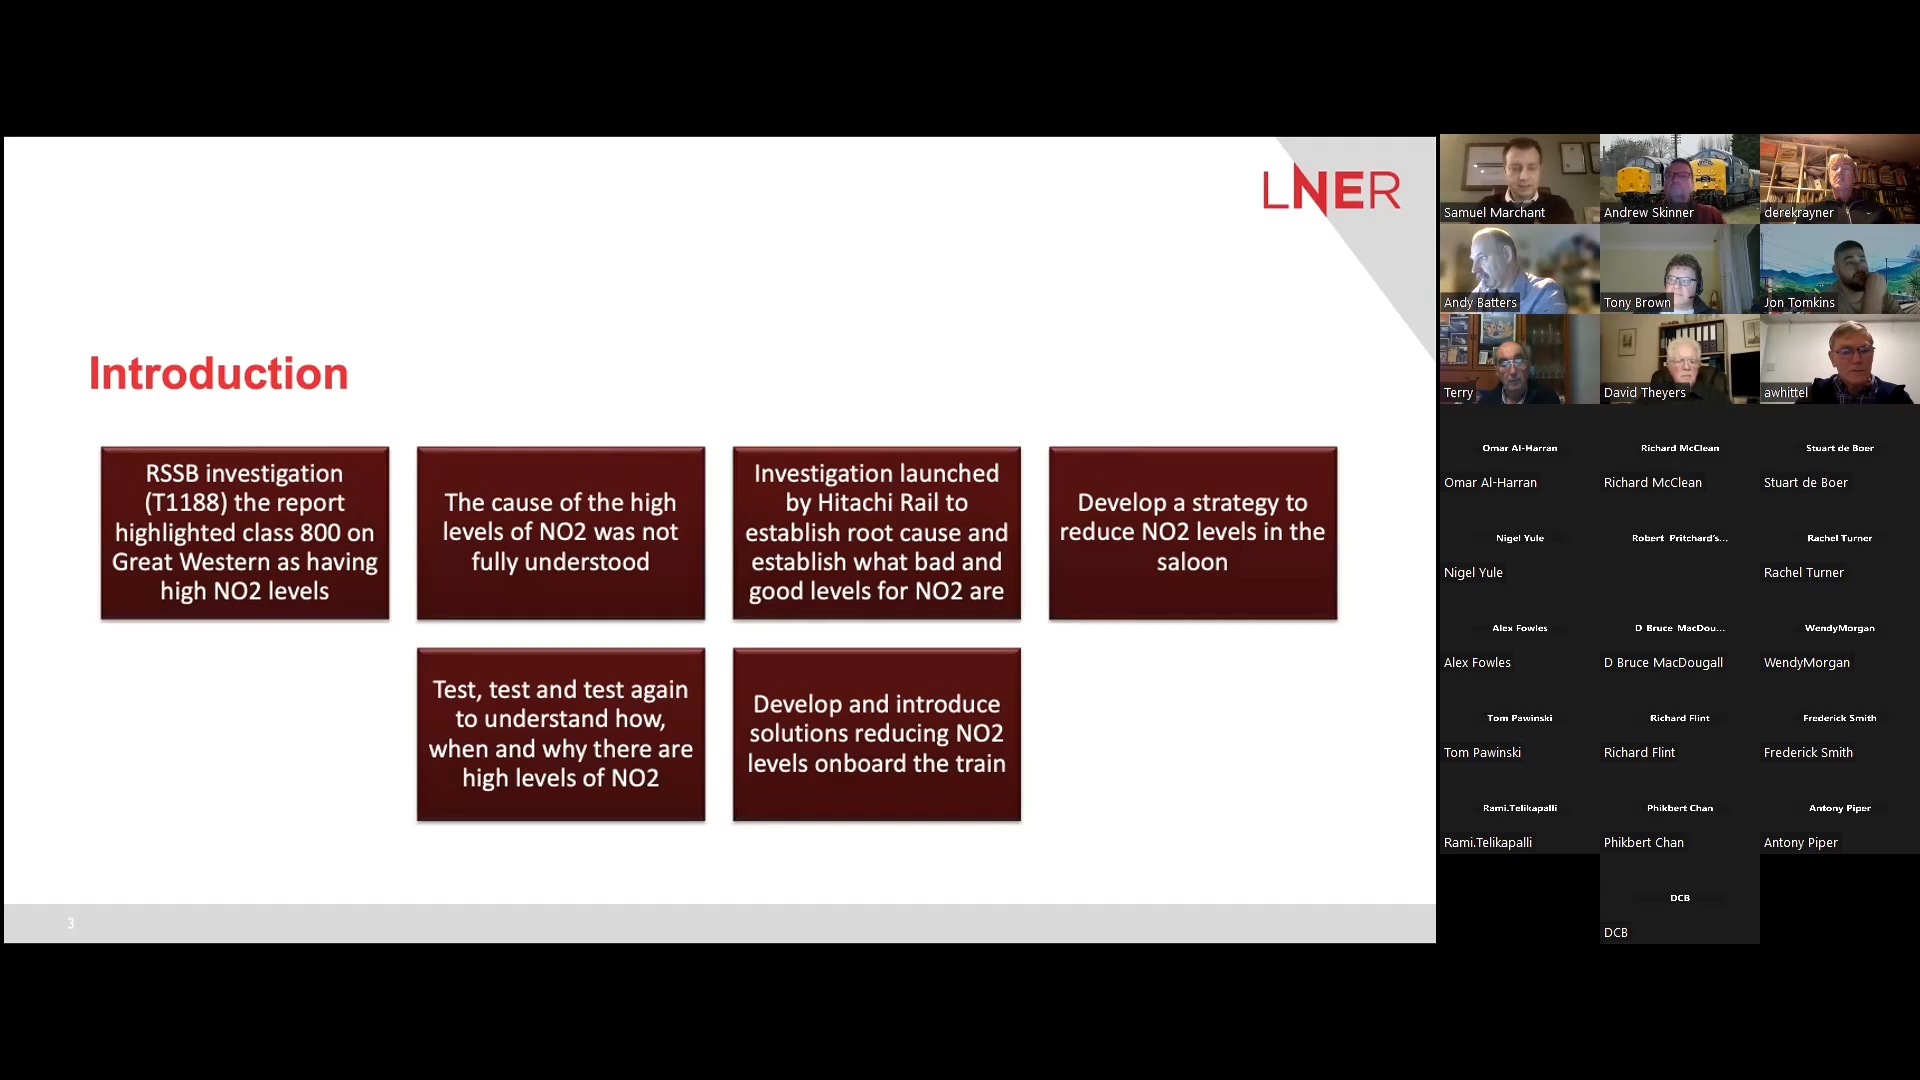 LNER
Introduction
RSSB investigation
(T1188) the report
highlighted class 800 on
Great Western as having
high NO2 levels
The cause of the high
levels of NO2 was not
fully understood
Investigation launched
by Hitachi Rail to
establish root cause and
establish what bad and
good levels for NO2 are
Develop a strategy to
reduce NO2 levels in the
saloon
Test, test and test again
to understand how,
when and why there are
high levels of NO2
Develop and introduce
solutions reducing NO2
levels onboard the train
3
Samuel Marchant
Andrew Skinner
derekrayner
Andy Batters
Tony Brown
Jon Tomkins
Terry
David Theyers
awhittel
Omar Al-Harran
Richard McClean
Stuart de Boer
Omar Al-Harran
Richard McClean
Stuart de Boer
Nigel Yule
Robert Pritchard's...
Rachel Turner
Nigel Yule
Rachel Turner
Alex Fowles
D Bruce MacDou...
WendyMorgan
Alex Fowles
D Bruce MacDougall
WendyMorgan
Tom Pawinski
Richard Flint
Frederick Smith
Tom Pawinski
Richard Flint
Frederick Smith
Rami.Telikapalli
Phikbert Chan
Antony Piper
Rami.Telikapalli
Phikbert Chan
Antony Piper
DCB
DCB